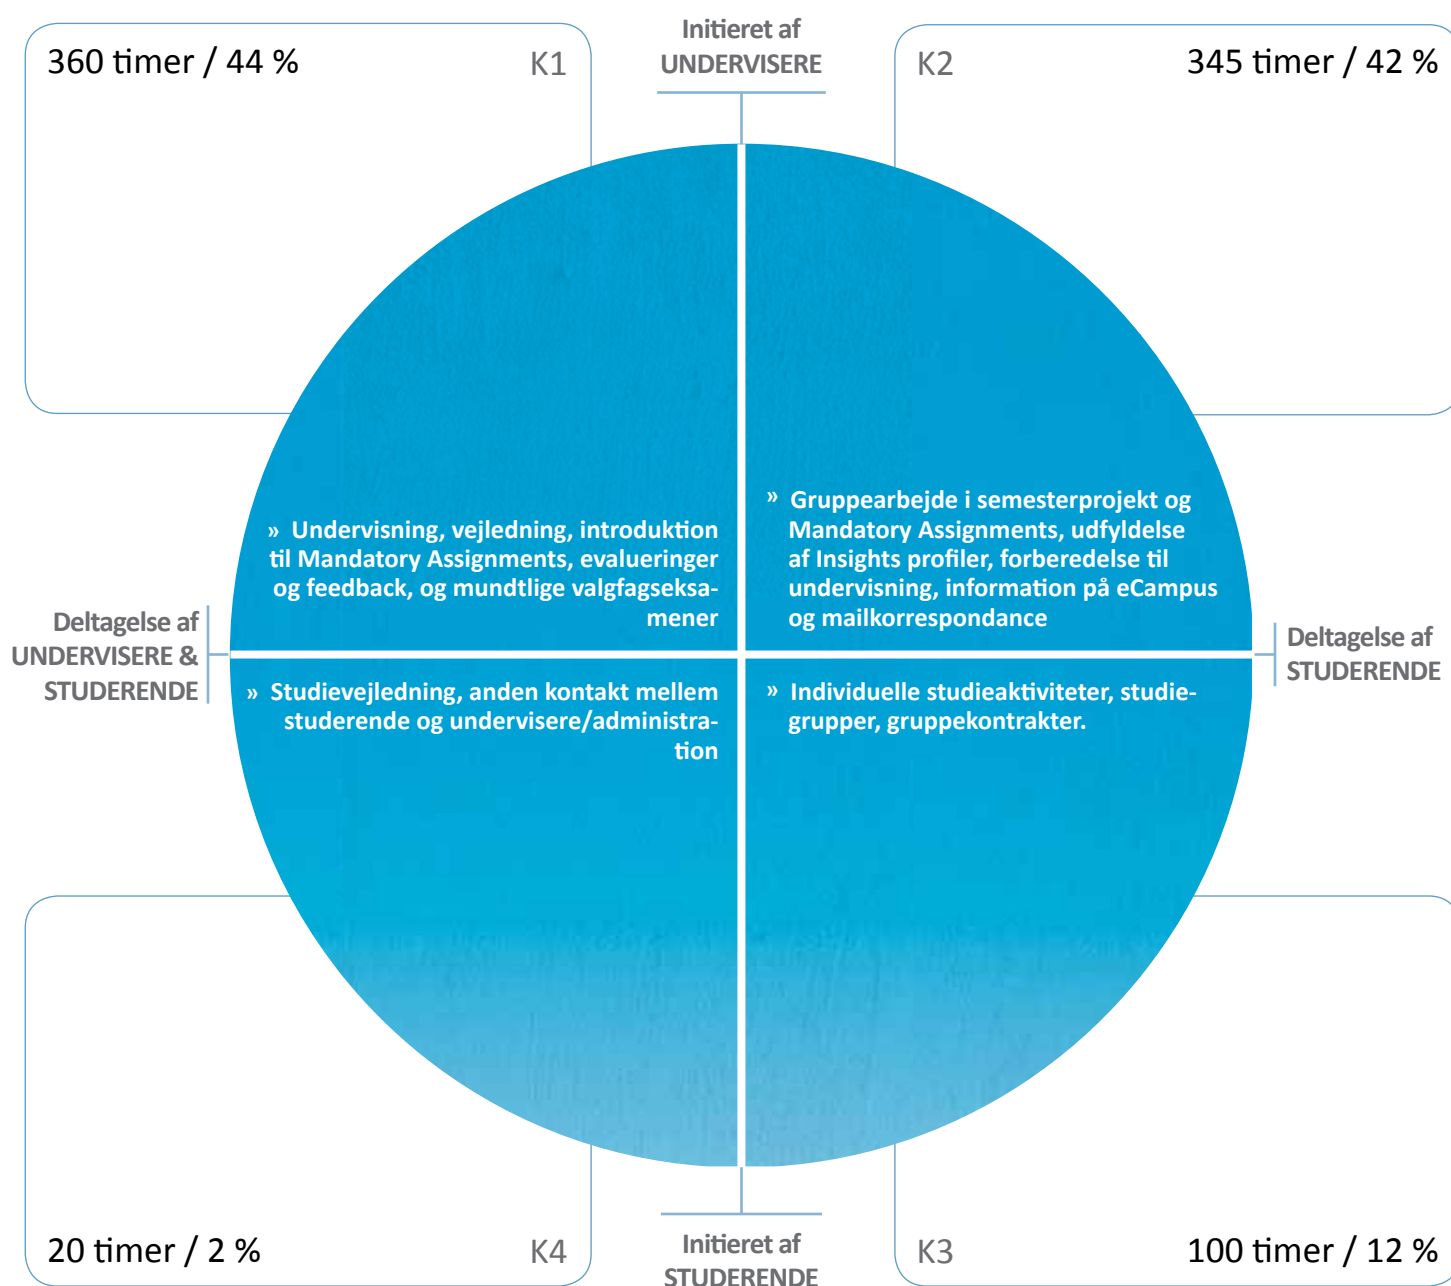 360 timer / 44 %
K1
Initieret af
UNDERVISERE
K2
345 timer / 42 %
» Undervisning, vejledning, introduktion
til Mandatory Assignments, evalueringer
og feedback, og mundtlige valgfagseksa-
mener
» Gruppearbejde i semesterprojekt og
Mandatory Assignments, udfyldelse
af Insights profiler, forberedelse til
undervisning, information på eCampus
og mailkorrespondance
Deltagelse af
UNDERVISERE &
STUDERENDE
Deltagelse af
STUDERENDE
» Studievejledning, anden kontakt mellem
studerende og undervisere/administra-
tion
» Individuelle studieaktiviteter, studie-
grupper, gruppekontrakter.
20 timer / 2 %
K4
Initieret af
STUDERENDE
K3
100 timer / 12 %